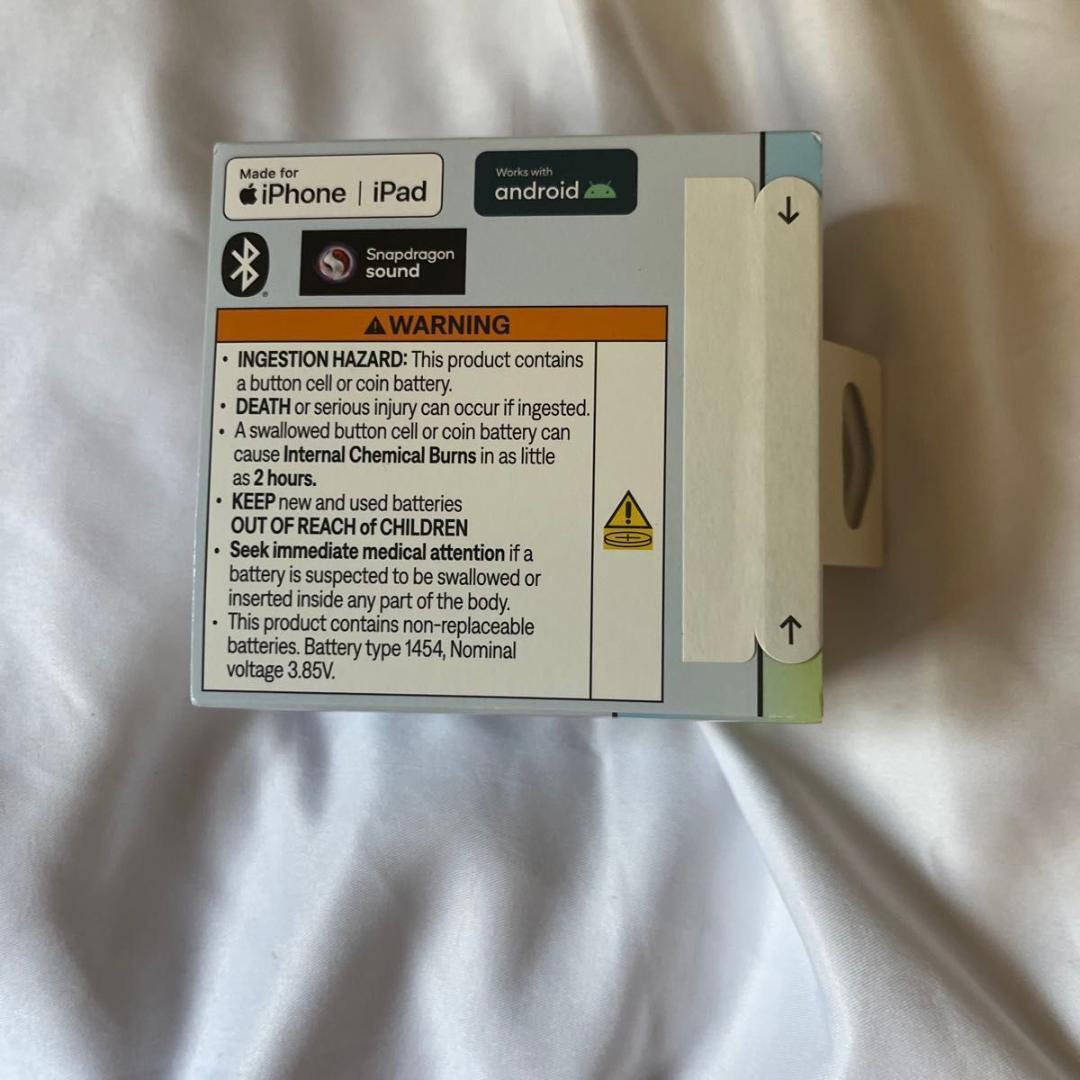 Made for
iPhone | iPad
Works with
android
Snapdragon
sound
WARNING
• INGESTION HAZARD: This product contains
a button cell or coin battery.
• DEATH or serious injury can occur if ingested.
• A swallowed button cell or coin battery can
cause Internal Chemical Burns in as little
as 2 hours.
• KEEP new and used batteries
OUT OF REACH of CHILDREN
• Seek immediate medical attention if a
battery is suspected to be swallowed or
inserted inside any part of the body.
• This product contains non-replaceable
batteries. Battery type 1454, Nominal
voltage 3.85V.